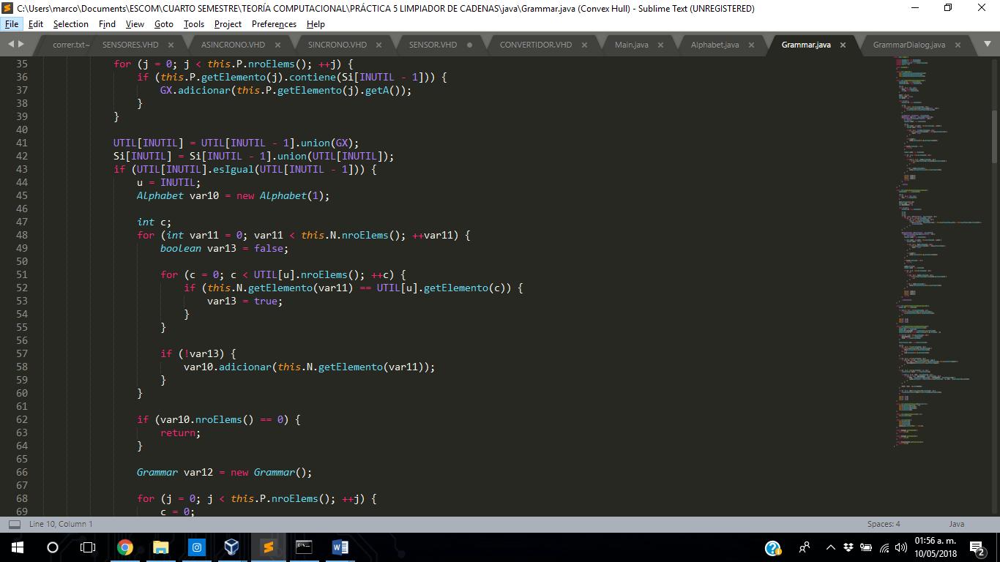 C:\Users\marco\Documents\ESCOM\CUARTO SEMESTRE\TEORÍA COMPUTACIONAL\PRÁCTICA 5 LIMPIADOR DE CADENAS\java\Grammar.java (Convex Hull) - Sublime Text (UNREGISTERED)
File Edit Selection Find View Goto Tools Project Preferences Help
correr.txt~ SENSORES.VHD ASINCRONO.VHD SINCRONO.VHD SENSOR.VHD CONVERTIDOR.VHD Main.java Alphabet.java Grammar.java GrammarDialog.java
35 for (j = 0; j < this.P.nroElems(); ++j) {
36 if (this.P.getElemento(j).contiene(Si[INUTIL - 1])) {
37 GX.adicionar(this.P.getElemento(j).getA());
38 }
39 }
40
41 UTIL[INUTIL] = UTIL[INUTIL - 1].union(GX);
42 Si[INUTIL] = Si[INUTIL - 1].union(UTIL[INUTIL]);
43 if (UTIL[INUTIL].esIgual(UTIL[INUTIL - 1])) {
44 u = INUTIL;
45 Alphabet var10 = new Alphabet(1);
46
47 int c;
48 for (int var11 = 0; var11 < this.N.nroElems(); ++var11) {
49 boolean var13 = false;
50
51 for (c = 0; c < UTIL[u].nroElems(); ++c) {
52 if (this.N.getElemento(var11) == UTIL[u].getElemento(c)) {
53 var13 = true;
54 }
55 }
56
57 if (!var13) {
58 var10.adicionar(this.N.getElemento(var11));
59 }
60 }
61
62 if (var10.nroElems() == 0) {
63 return;
64 }
65
66 Grammar var12 = new Grammar();
67
68 for (j = 0; j < this.P.nroElems(); ++j) {
69 c = 0;
Line 10, Column 1 Spaces: 4 Java
01:56 a. m.
10/05/2018
2